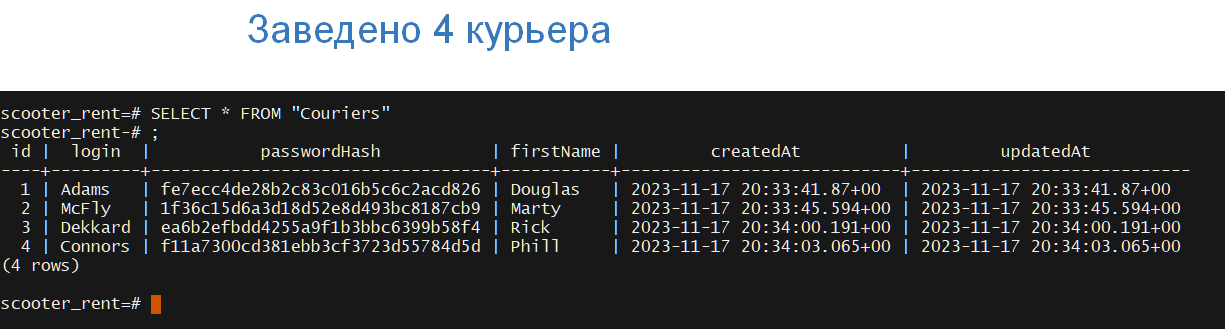 Заведено 4 курьера
scooter_rent=# SELECT * FROM "Couriers"
scooter_rent-# ;
 id |  login  |           passwordHash           | firstName |         createdAt          |         updatedAt
----+---------+----------------------------------+-----------+----------------------------+----------------------------
  1 | Adams   | fe7ecc4de28b2c83c016b5c6c2acd826 | Douglas   | 2023-11-17 20:33:41.87+00  | 2023-11-17 20:33:41.87+00
  2 | McFly   | 1f36c15d6a3d18d52e8d493bc8187cb9 | Marty     | 2023-11-17 20:33:45.594+00 | 2023-11-17 20:33:45.594+00
  3 | Dekkard | ea6b2efbdd4255a9f1b3bbc6399b58f4 | Rick      | 2023-11-17 20:34:00.191+00 | 2023-11-17 20:34:00.191+00
  4 | Connors | f11a7300cd381ebb3cf3723d55784d5d | Phill     | 2023-11-17 20:34:03.065+00 | 2023-11-17 20:34:03.065+00
(4 rows)
scooter_rent=#